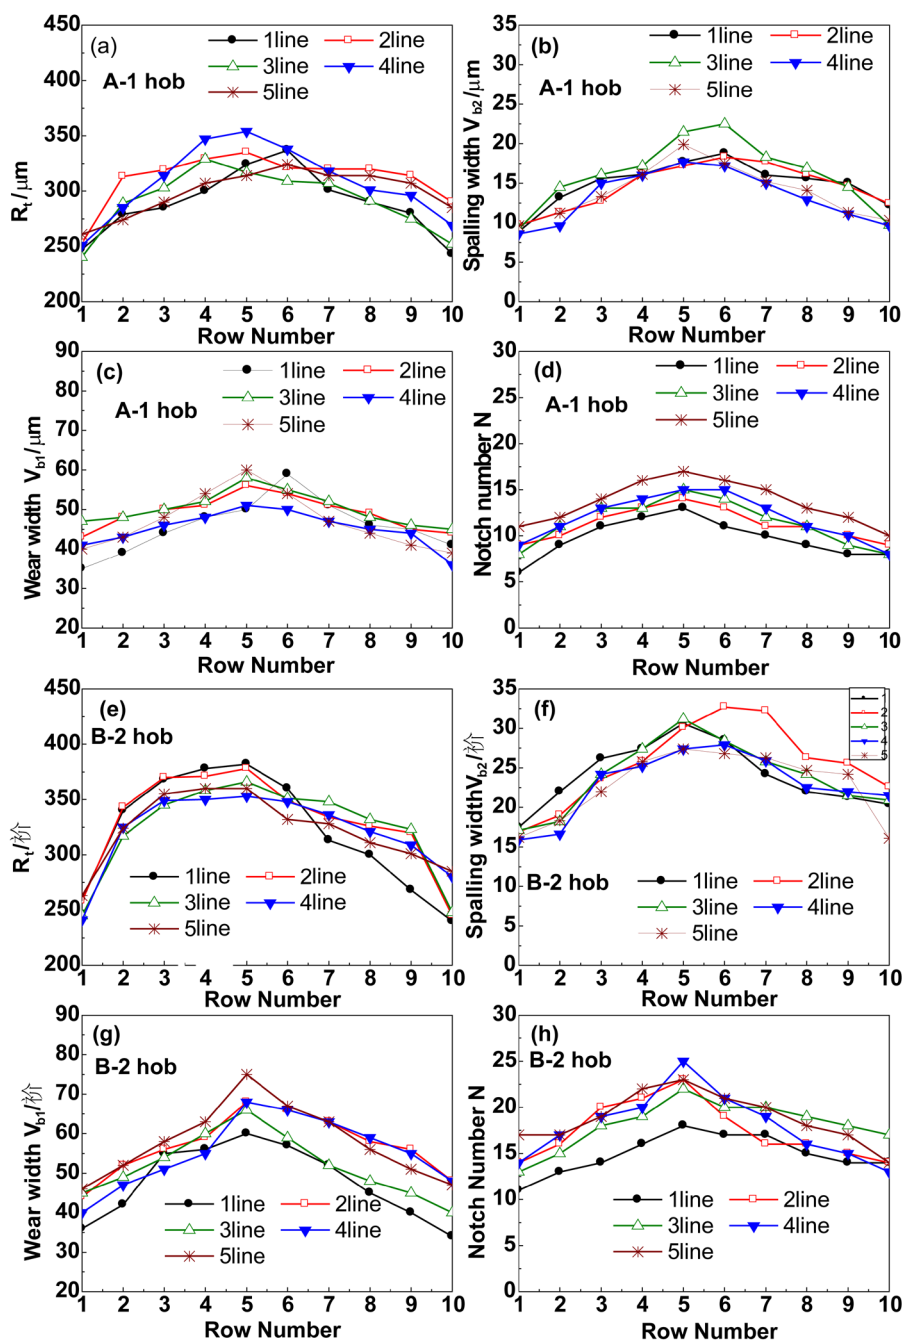 (a)
1line 2line
3line 4line
5line
A-1 hob
Rt / μm
450
400
350
300
250
200
1 2 3 4 5 6 7 8 9 10
Row Number
(b)
1line 2line
3line 4line
5line
A-1 hob
Spalling width Vb2 / μm
35
30
25
20
15
10
5
0
1 2 3 4 5 6 7 8 9 10
Row Number
(c)
1line 2line
3line 4line
5line
A-1 hob
Wear width Vb1 / μm
90
80
70
60
50
40
30
20
1 2 3 4 5 6 7 8 9 10
Row Number
(d)
1line 2line
3line 4line
5line
A-1 hob
Notch number N
30
25
20
15
10
5
0
1 2 3 4 5 6 7 8 9 10
Row Number
(e)
B-2 hob
1line 2line
3line 4line
5line
Rt /祄
450
400
350
300
250
200
1 2 3 4 5 6 7 8 9 10
Row Number
(f)
1
2
3
4
5
B-2 hob
1line 2line
3line 4line
5line
Spalling widthVb2/祄
35
30
25
20
15
10
5
0
1 2 3 4 5 6 7 8 9 10
Row Number
(g)
B-2 hob
1line 2line
3line 4line
5line
Wear width Vb1/祄
90
80
70
60
50
40
30
20
1 2 3 4 5 6 7 8 9 10
Row Number
(h)
B-2 hob
1line 2line
3line 4line
5line
Notch Number N
30
25
20
15
10
5
0
1 2 3 4 5 6 7 8 9 10
Row Number